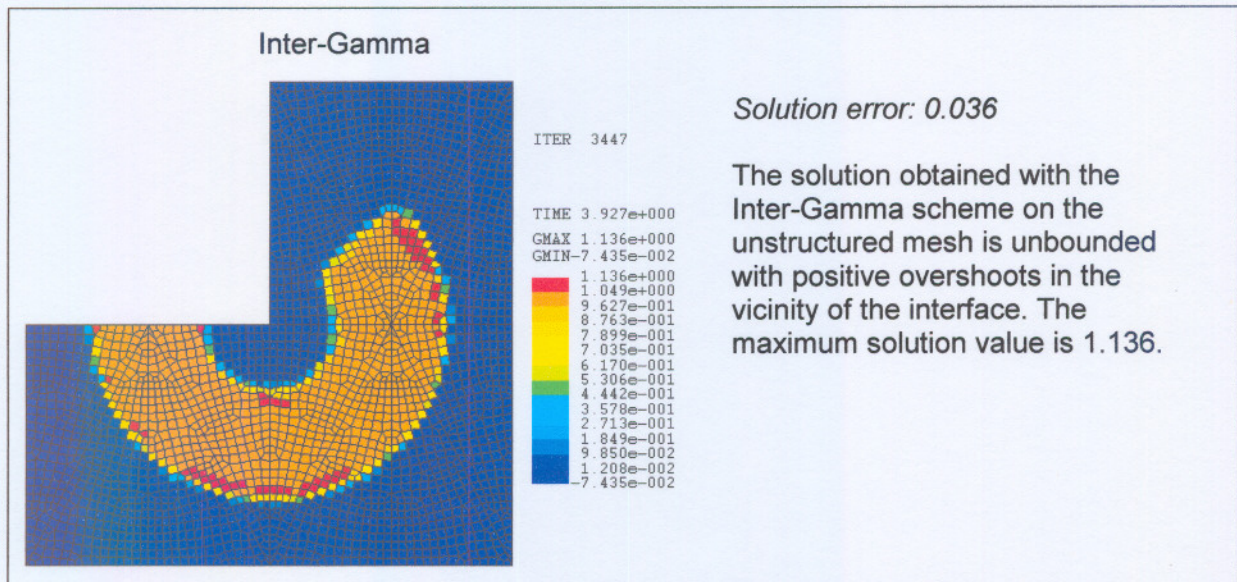 Inter-Gamma
ITER 3447
TIME 3.927e+000
GMAX 1.136e+000
GMIN-7.435e-002
1.136e+000
1.049e+000
9.627e-001
8.763e-001
7.899e-001
7.035e-001
6.170e-001
5.306e-001
4.442e-001
3.578e-001
2.713e-001
1.849e-001
9.850e-002
1.208e-002
-7.435e-002
Solution error: 0.036
The solution obtained with the
Inter-Gamma scheme on the
unstructured mesh is unbounded
with positive overshoots in the
vicinity of the interface. The
maximum solution value is 1.136.